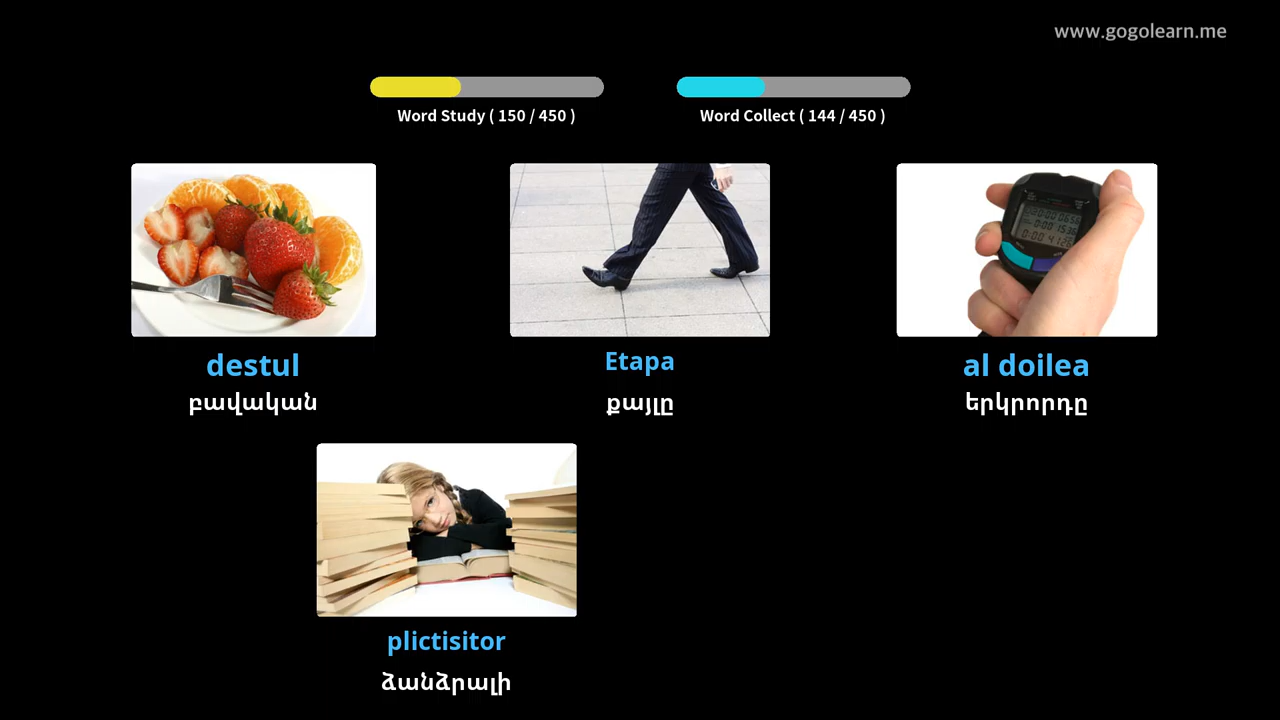 www.gogolearn.me
Word Study ( 150 / 450 )
Word Collect ( 144 / 450 )
destul
բավական
Etapa
քայլը
al doilea
երկրորդը
plictisitor
ձանձրալի